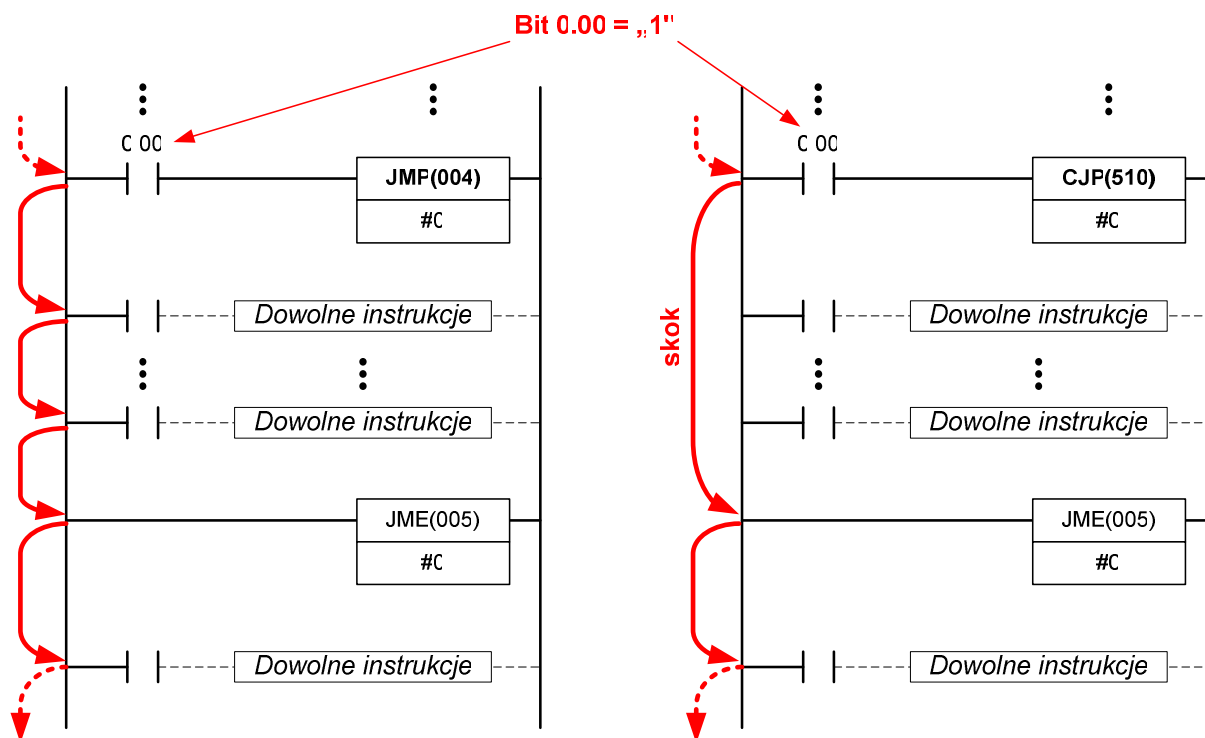 Bit 0.00 = „1"
0.00
JMP(004)
#0
Dowolne instrukcje
Dowolne instrukcje
JME(005)
#0
Dowolne instrukcje
0.00
CJP(510)
#0
skok
Dowolne instrukcje
Dowolne instrukcje
JME(005)
#0
Dowolne instrukcje